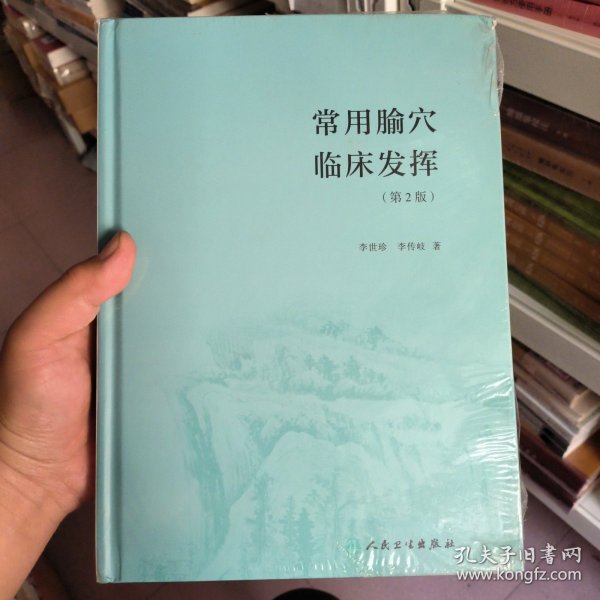 常用腧穴
临床发挥
（第2版）
李世珍 李传岐 著
人民卫生出版社
孔夫子旧书网
www.kongfz.com